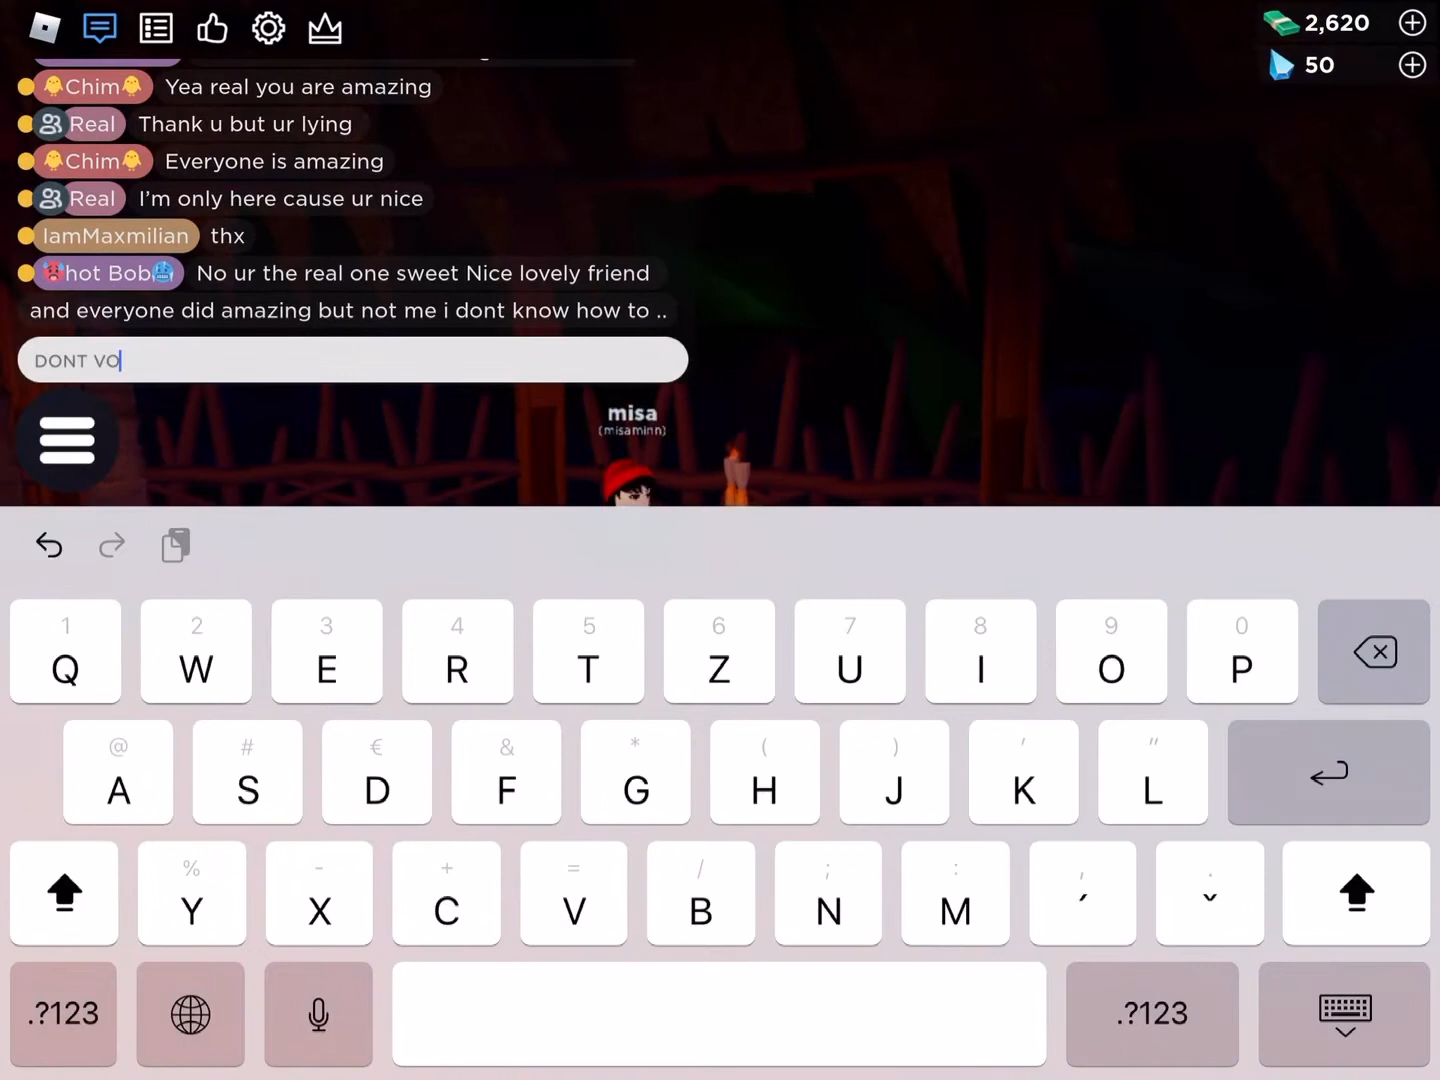 2,620
50
Chim Yea real you are amazing
Real Thank u but ur lying
Chim Everyone is amazing
Real I'm only here cause ur nice
IamMaxmilian thx
hot Bob No ur the real one sweet Nice lovely friend
and everyone did amazing but not me i dont know how to ..
DONT VO
misa
(misaminn)
1 2 3 4 5 6 7 8 9 0
Q W E R T Z U I O P
@ # € & * ( ) ' "
A S D F G H J K L
% - + = / ; : , .
Y X C V B N M ´ ˇ
.?123 .?123